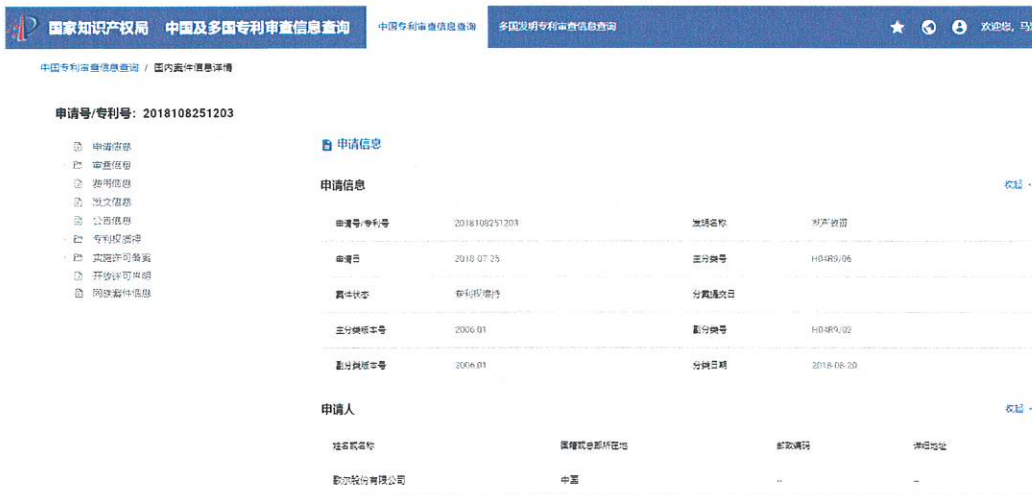 国家知识产权局 中国及多国专利审查信息查询 中国专利审查信息查询 多国发明专利审查信息查询 欢迎您, 马
中国专利审查信息查询 / 国内案件信息详情
申请号/专利号: 2018108251203
申请信息
审查信息
费用信息
发文信息
公告信息
专利权维持
实施许可备案
开放许可声明
同族案件信息
申请信息
申请信息 收起
申请号/专利号 2018108251203 发明名称 发声装置
申请日 2018-07-25 主分类号 H04R9/06
案件状态 专利权维持 分案提交日
主分类版本号 2006.01 副分类号 H04R9/02
副分类版本号 2006.01 分类日期 2018-08-20
申请人 收起
姓名或名称 国籍或总部所在地 邮政编码 详细地址
歌尔股份有限公司 中国 -- --